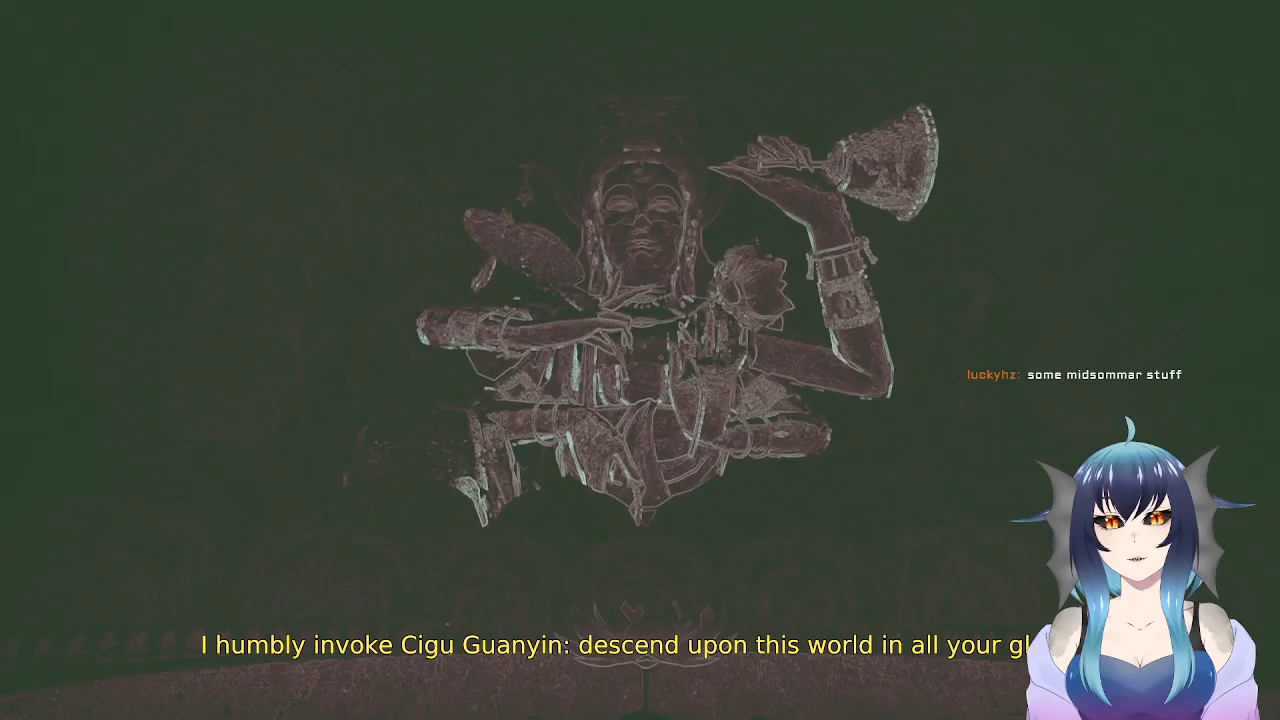 luckyhz: some midsommar stuff
I humbly invoke Cigu Guanyin: descend upon this world in all your